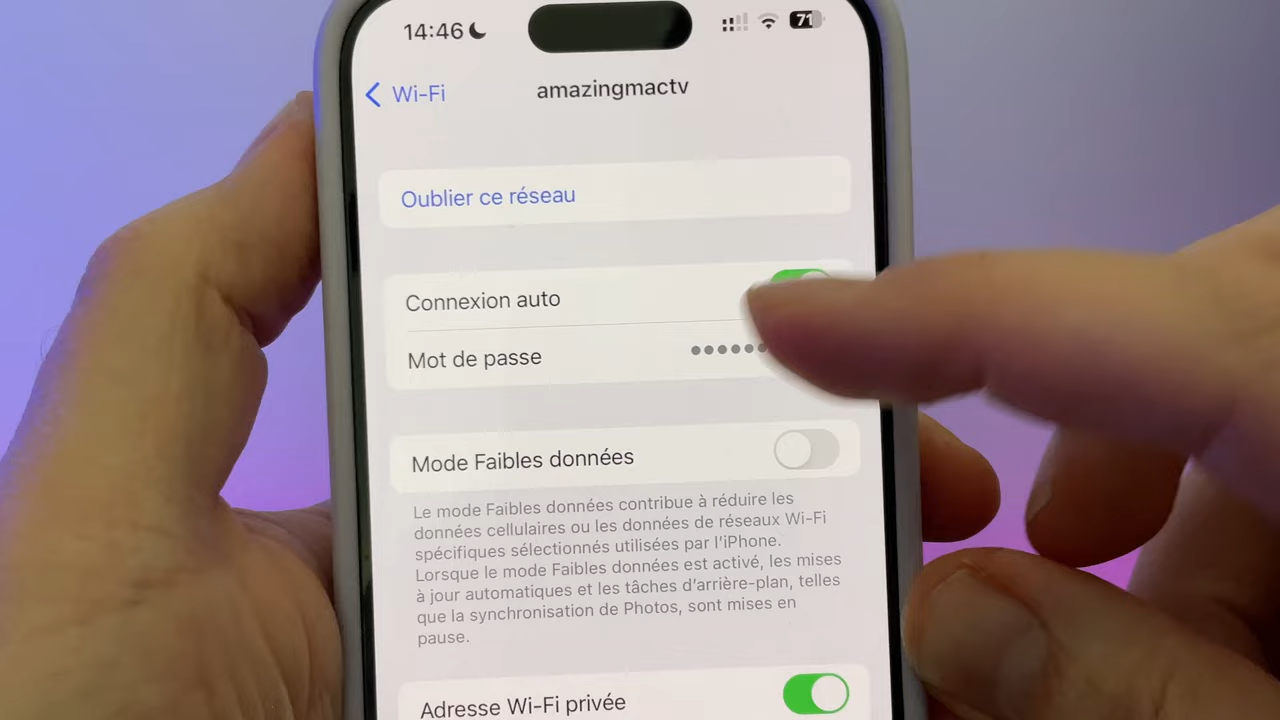 14:46
71
Wi-Fi
amazingmactv
Oublier ce réseau
Connexion auto
Mot de passe
Mode Faibles données
Le mode Faibles données contribue à réduire les
données cellulaires ou les données de réseaux Wi-Fi
spécifiques sélectionnés utilisées par l'iPhone.
Lorsque le mode Faibles données est activé, les mises
à jour automatiques et les tâches d'arrière-plan, telles
que la synchronisation de Photos, sont mises en
pause.
Adresse Wi-Fi privée